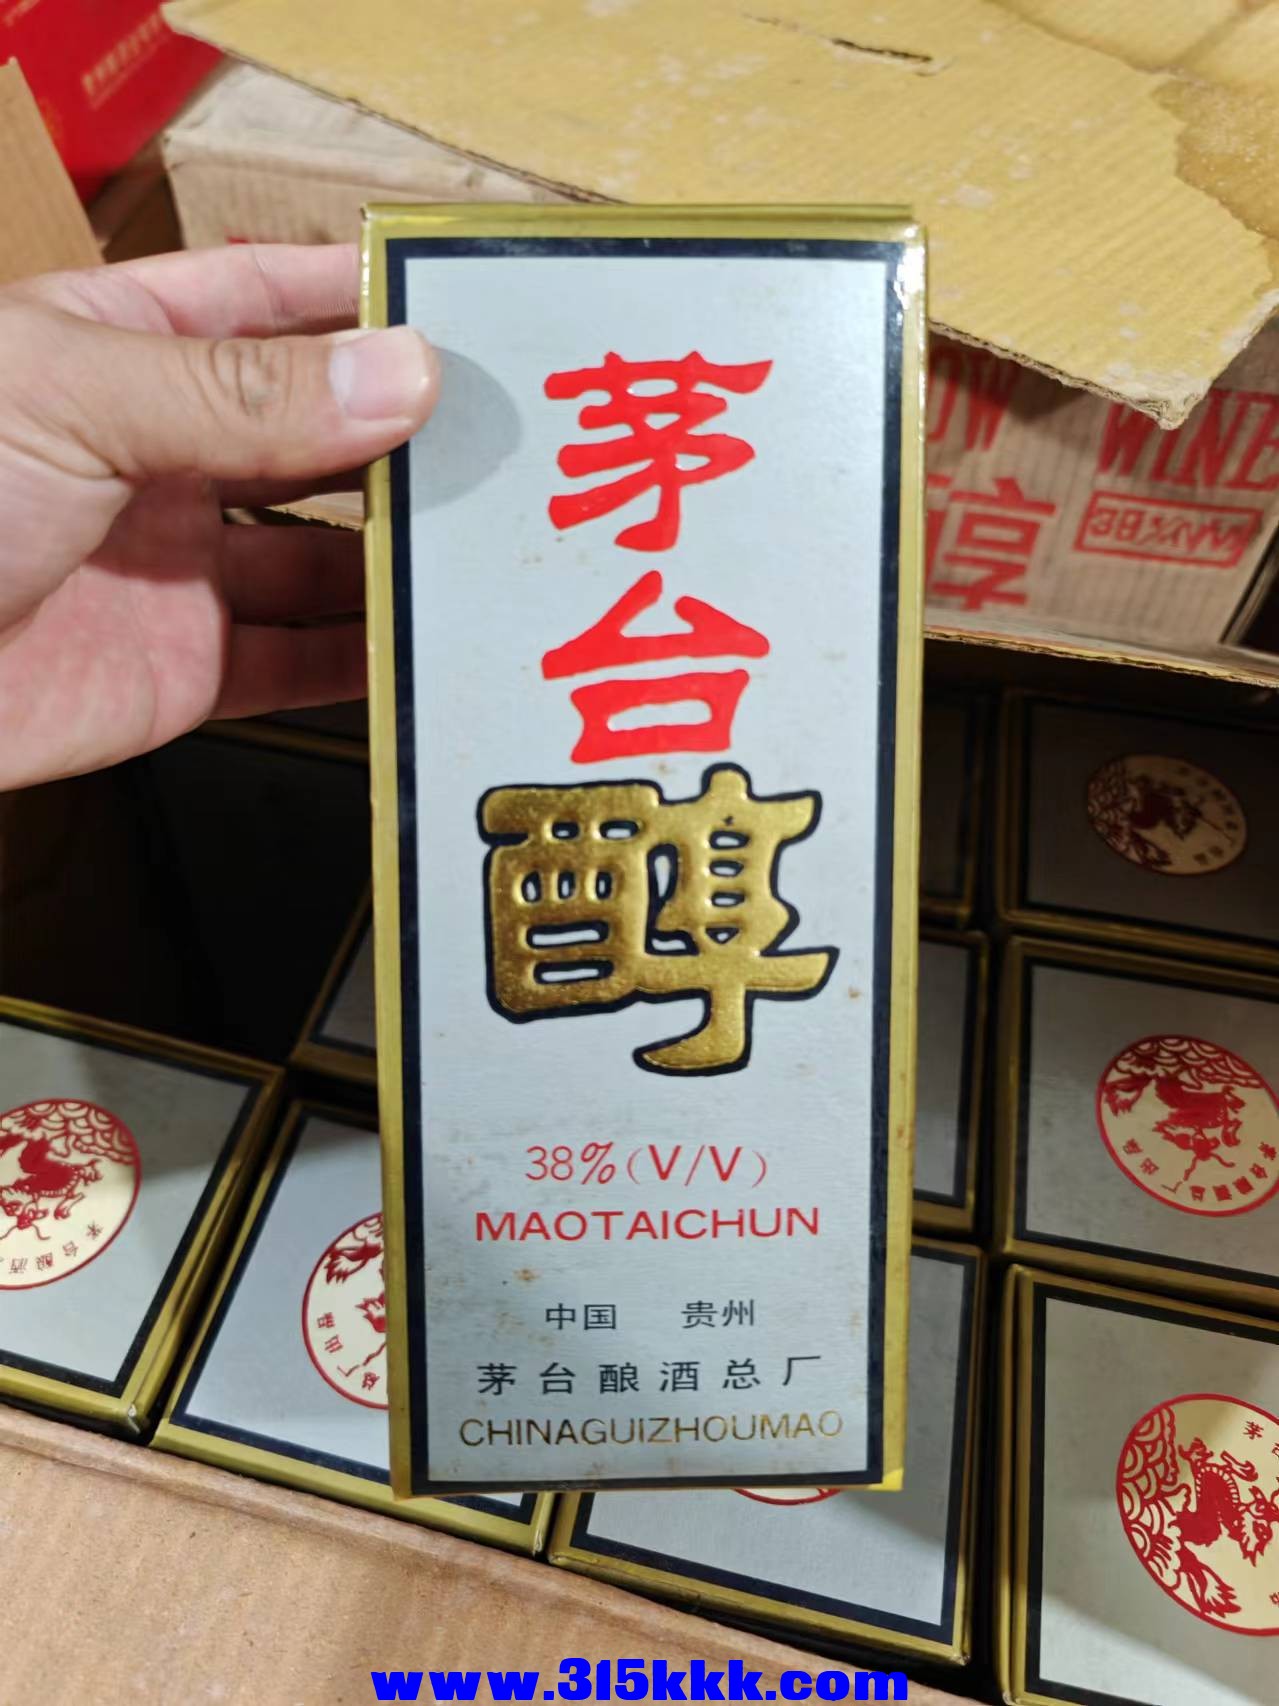 WINE
茅
台
醇
38%(V/V)
MAOTAICHUN
中国 贵州
茅台酿酒总厂
CHINAGUIZHOUMAO
www.315kkk.com